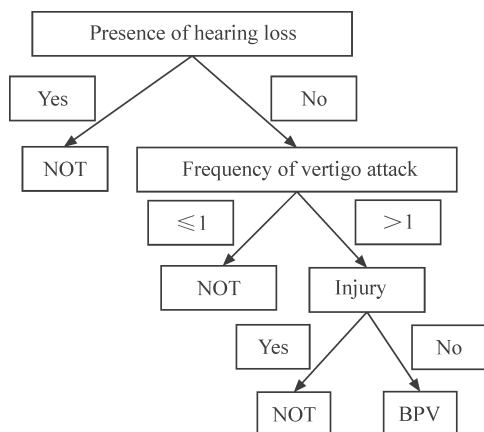 Presence of hearing loss
Yes
No
NOT
Frequency of vertigo attack
⩽1
>1
NOT
Injury
Yes
No
NOT
BPV